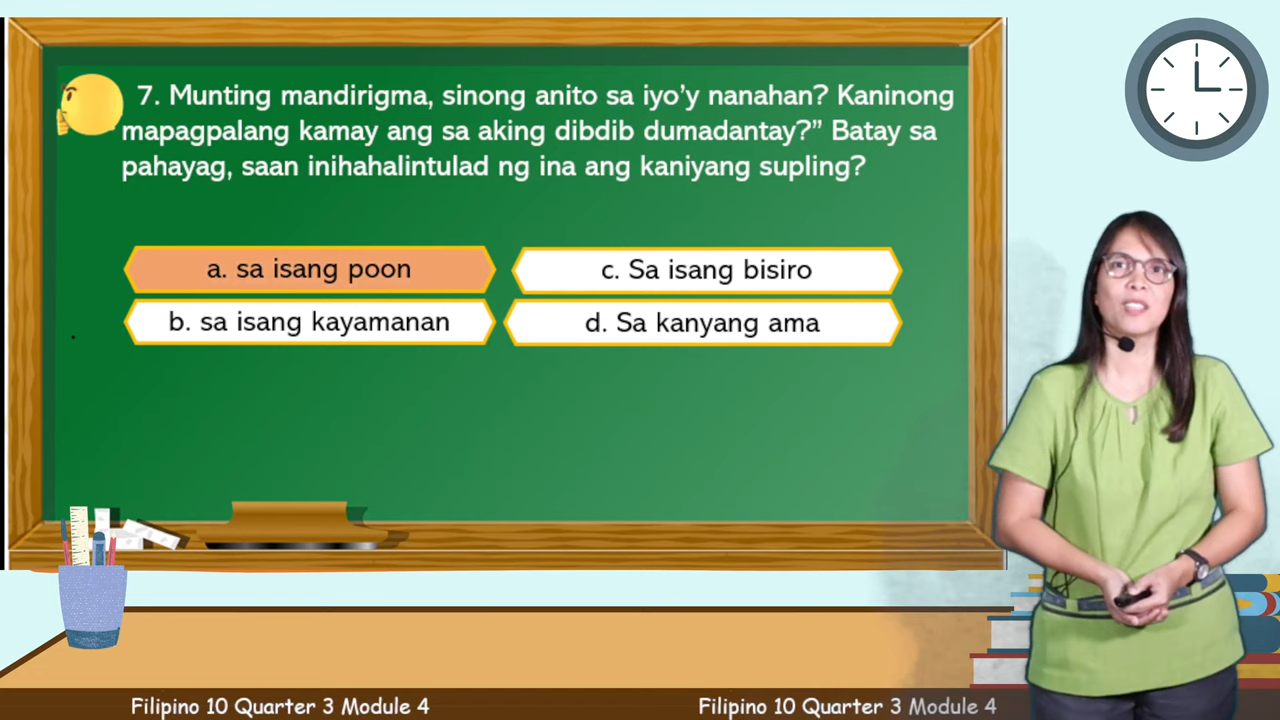 7. Munting mandirigma, sinong anito sa iyo’y nanahan? Kaninong
mapagpalang kamay ang sa aking dibdib dumadantay?” Batay sa
pahayag, saan inihahalintulad ng ina ang kaniyang supling?
a. sa isang poon
c. Sa isang bisiro
b. sa isang kayamanan
d. Sa kanyang ama
Filipino 10 Quarter 3 Module 4
Filipino 10 Quarter 3 Module 4